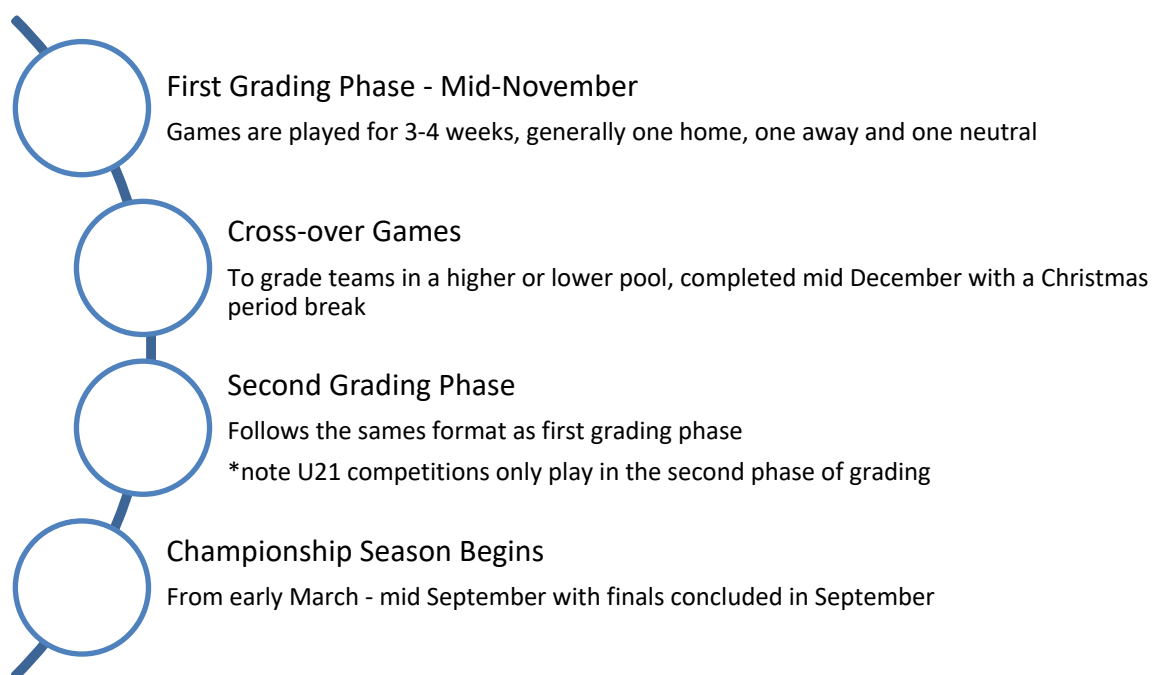 First Grading Phase - Mid-November
Games are played for 3-4 weeks, generally one home, one away and one neutral
Cross-over Games
To grade teams in a higher or lower pool, completed mid December with a Christmas
period break
Second Grading Phase
Follows the sames format as first grading phase
*note U21 competitions only play in the second phase of grading
Championship Season Begins
From early March - mid September with finals concluded in September